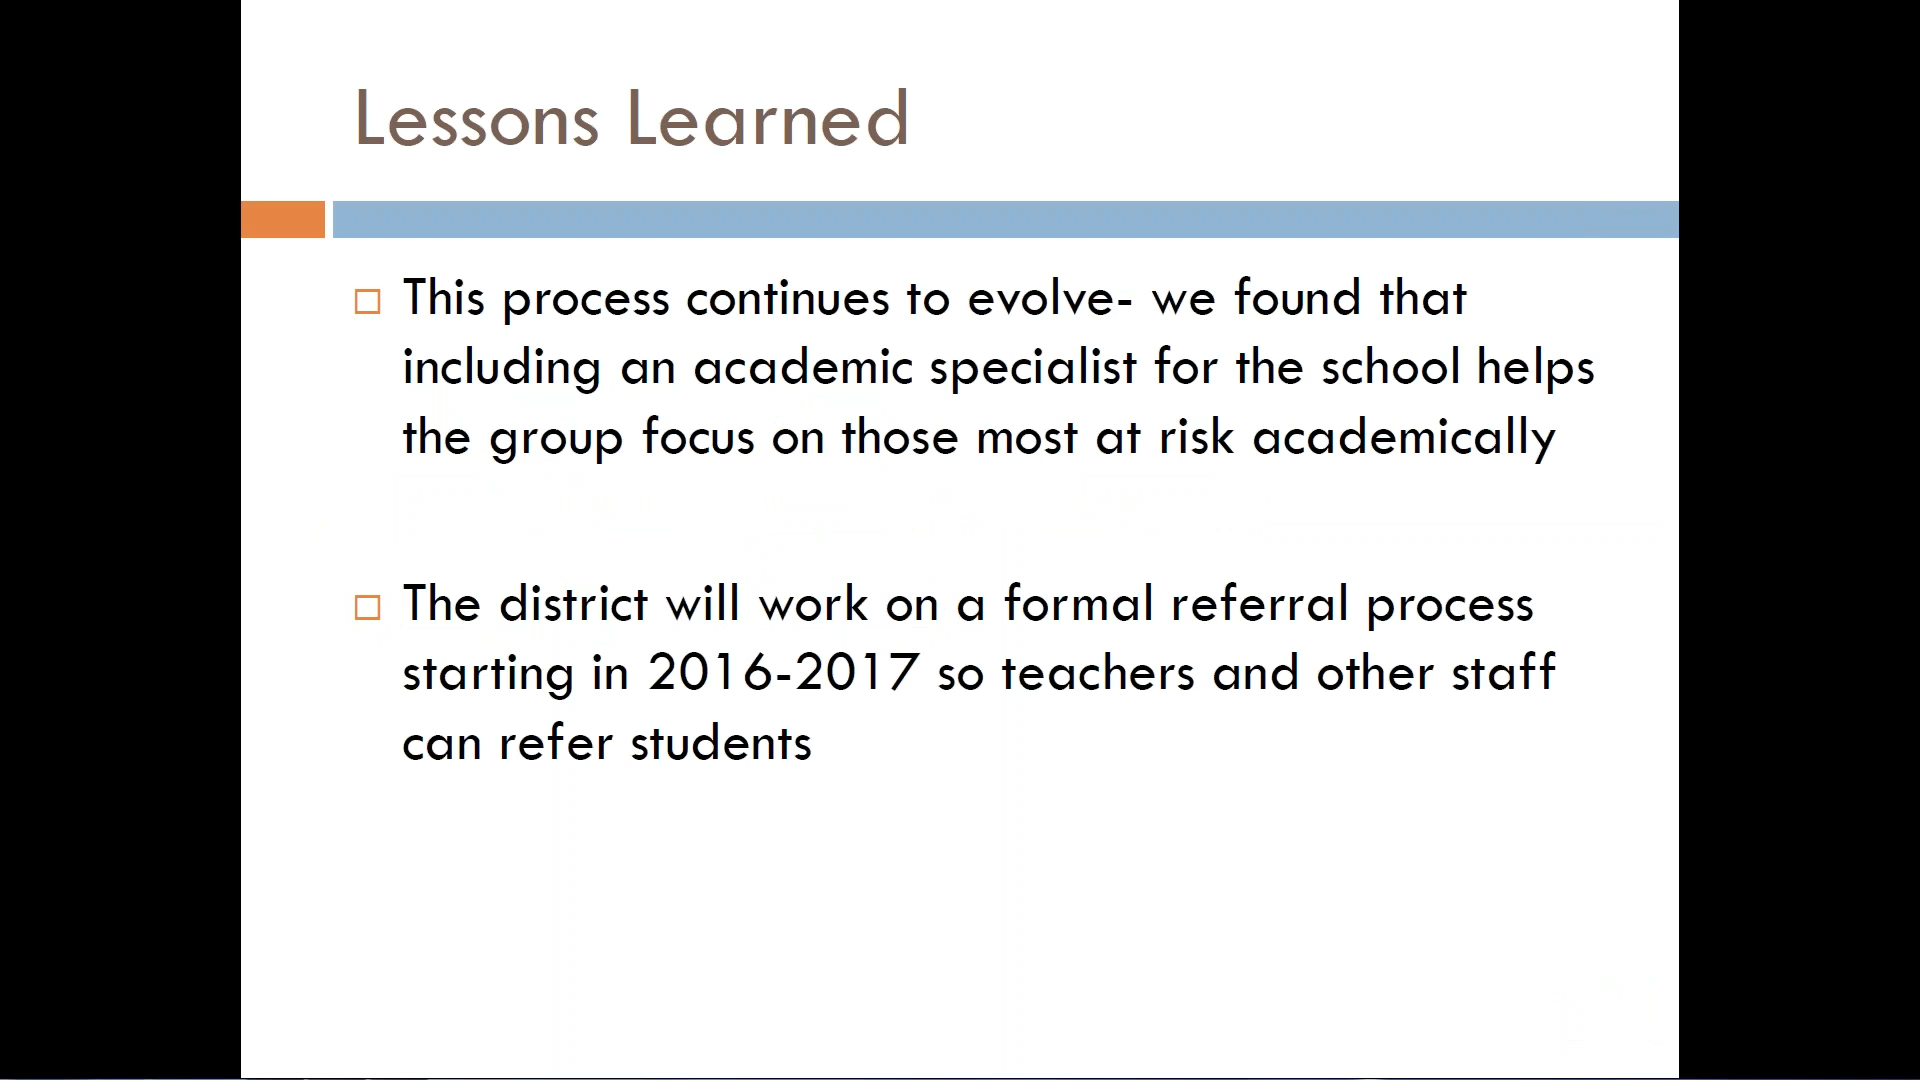 Lessons Learned
This process continues to evolve- we found that
including an academic specialist for the school helps
the group focus on those most at risk academically
The district will work on a formal referral process
starting in 2016-2017 so teachers and other staff
can refer students